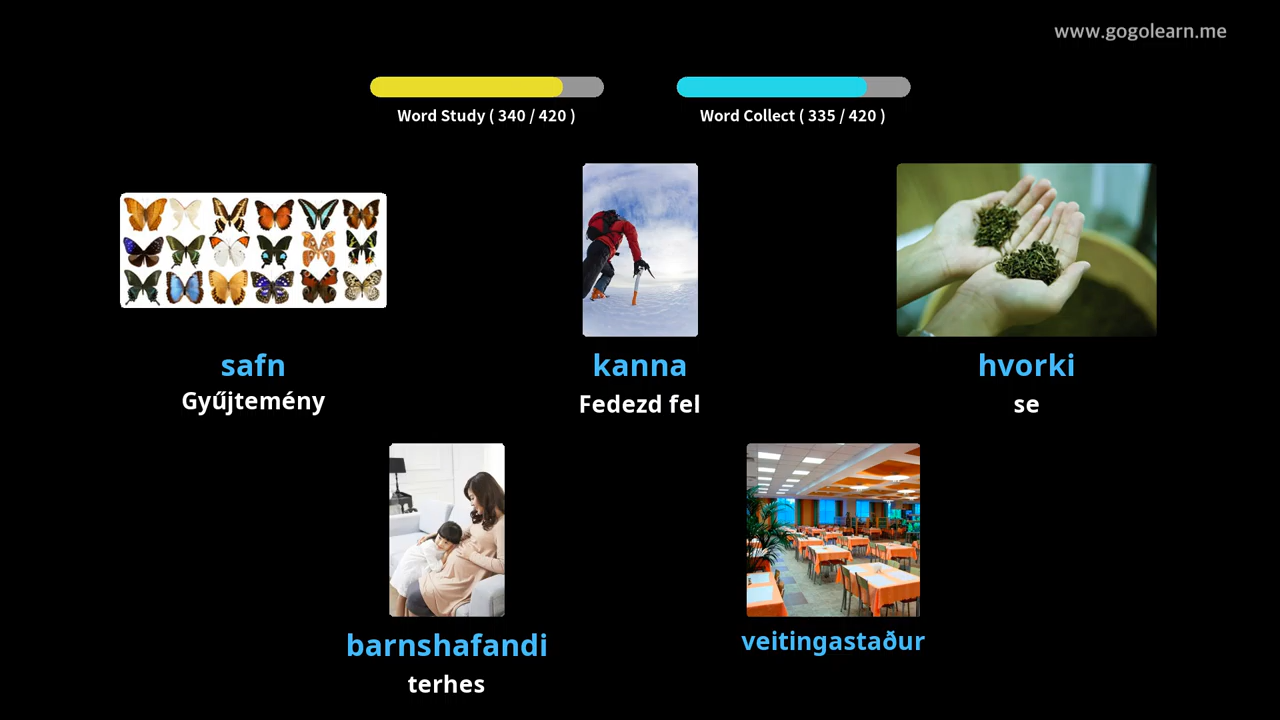 www.gogolearn.me
Word Study ( 340 / 420 )
Word Collect ( 335 / 420 )
safn
Gyűjtemény
kanna
Fedezd fel
hvorki
se
barnshafandi
terhes
veitingastaður